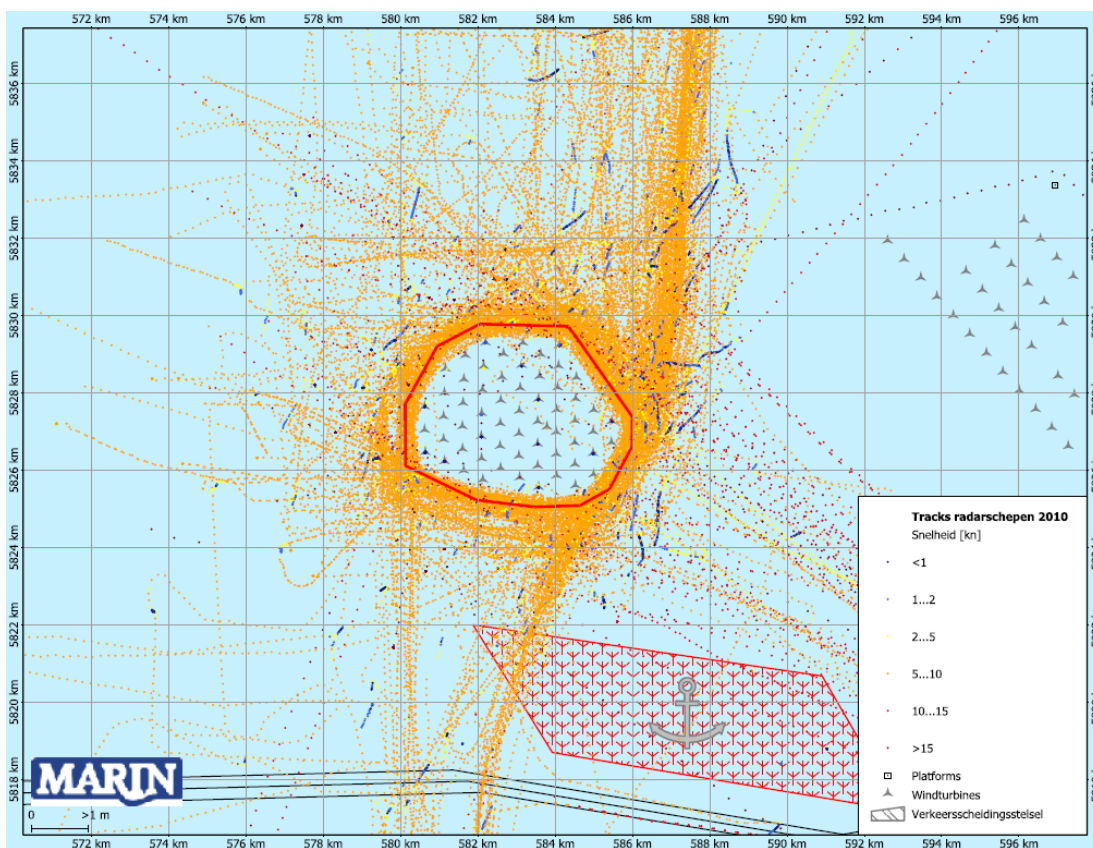 572 km 574 km 576 km 578 km 580 km 582 km 584 km 586 km 588 km 590 km 592 km 594 km 596 km
5836 km
5834 km
5832 km
5830 km
5828 km
5826 km
5824 km
5822 km
5820 km
5818 km
Tracks radarschepen 2010
Snelheid [kn]
<1
1...2
2...5
5...10
10...15
>15
Platforms
Windturbines
Verkeersscheidingsstelsel
MARIN
0 >1 m
572 km 574 km 576 km 578 km 580 km 582 km 584 km 586 km 588 km 590 km 592 km 594 km 596 km